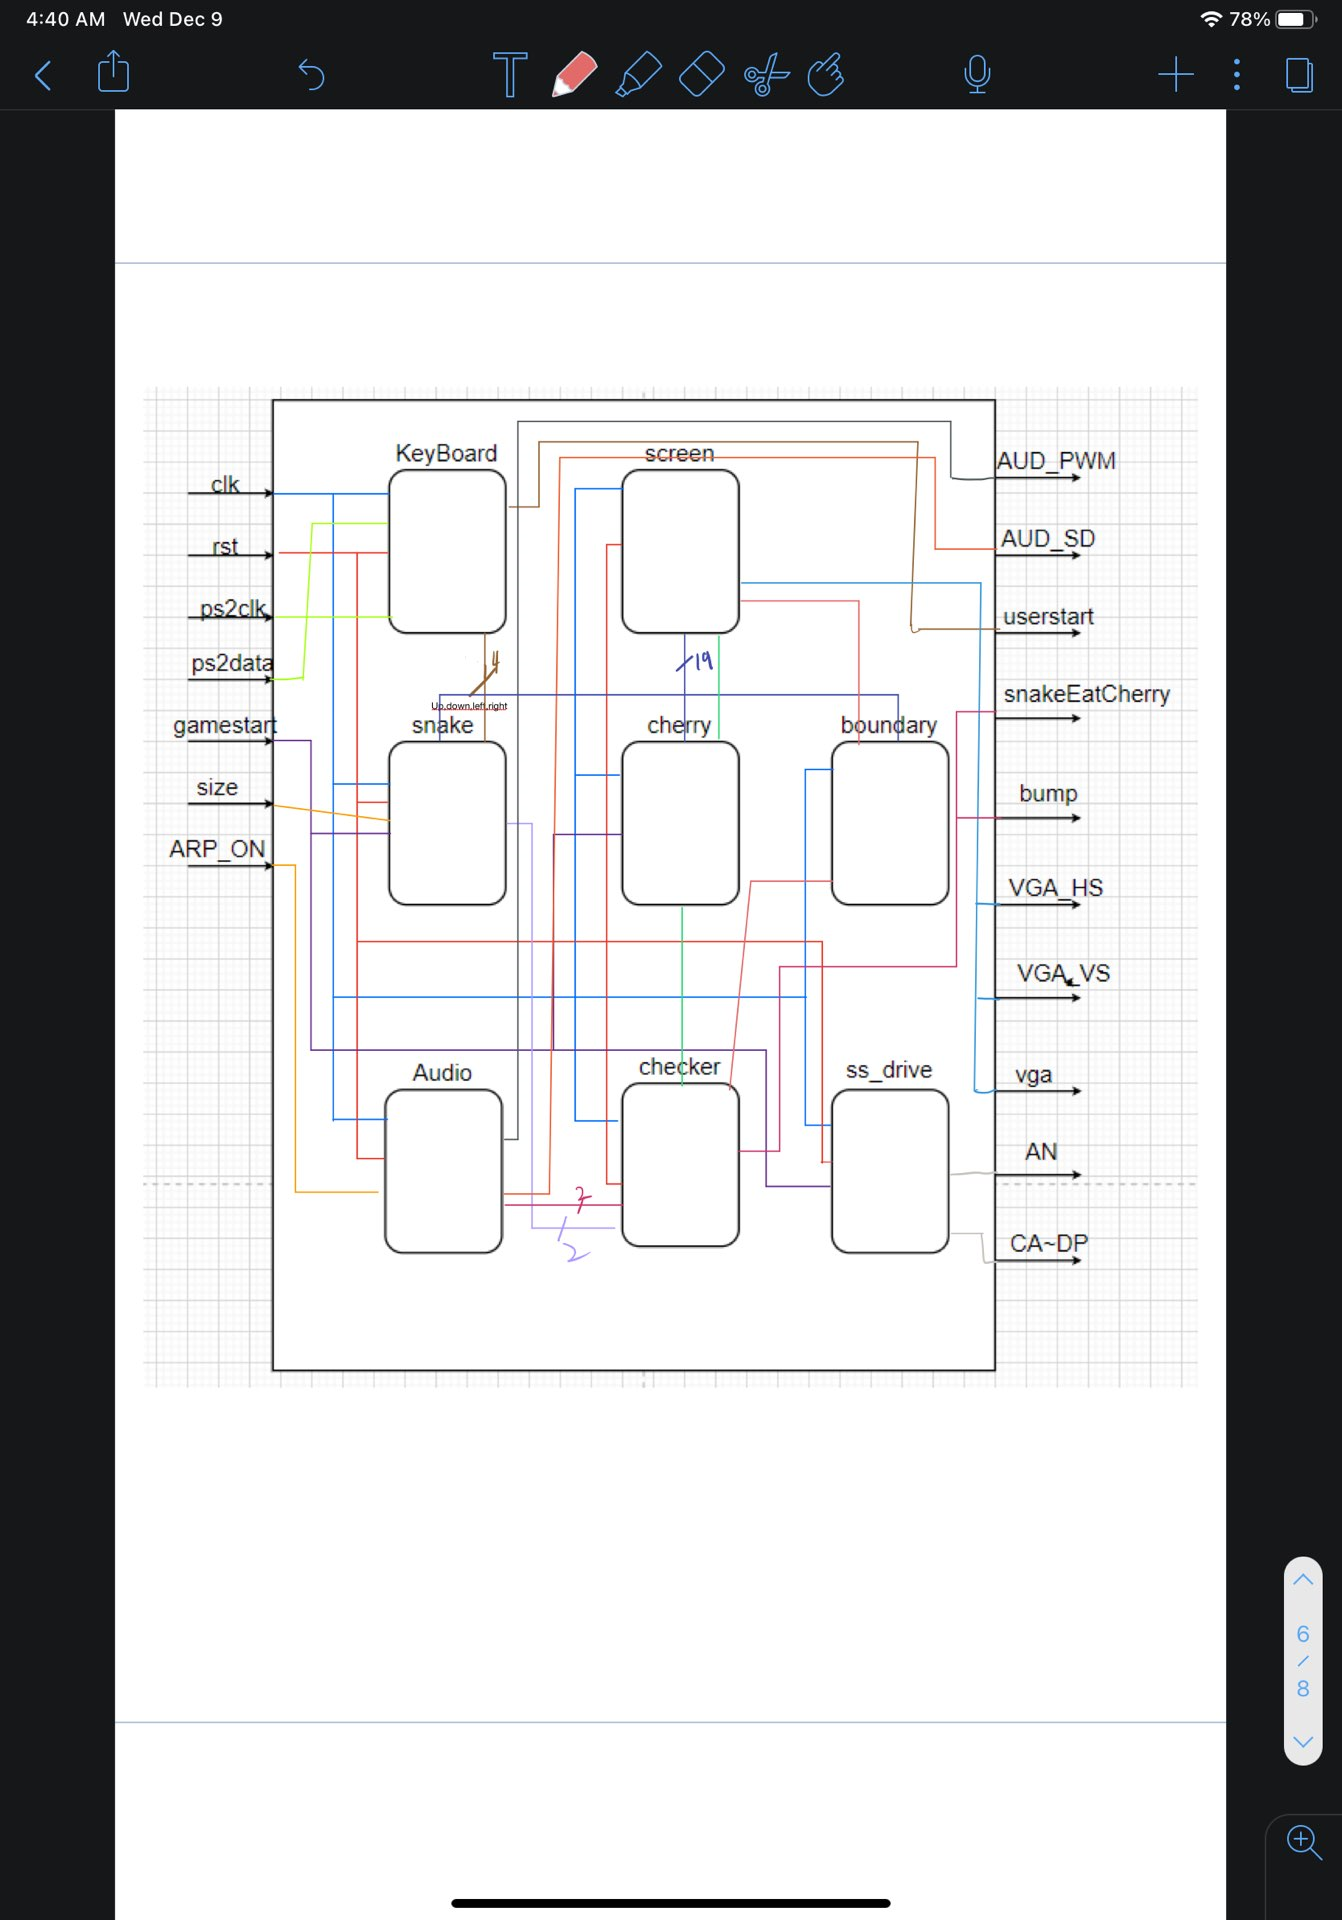 4:40 AM Wed Dec 9
78%
KeyBoard
screen
AUD_PWM
clk
AUD_SD
rst
ps2clk
userstart
ps2data
4
19
snakeEatCherry
Up,down,left,right
gamestart
snake
cherry
boundary
size
bump
ARP_ON
VGA_HS
VGA_VS
Audio
checker
ss_drive
vga
AN
2
2
CA~DP
6
/
8